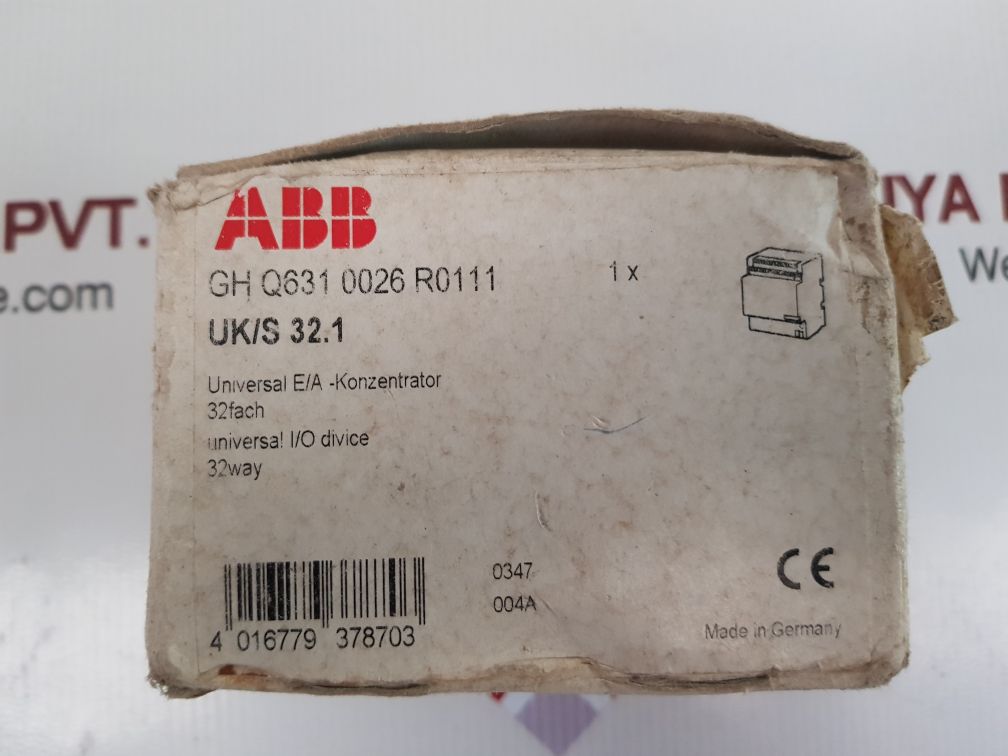 PVT.
e.com
IYA
We
ABB
GH Q631 0026 R0111
1 x
UK/S 32.1
Universal E/A -Konzentrator
32fach
universal I/O divice
32way
0347
004A
CE
4 016779 378703
Made in Germany